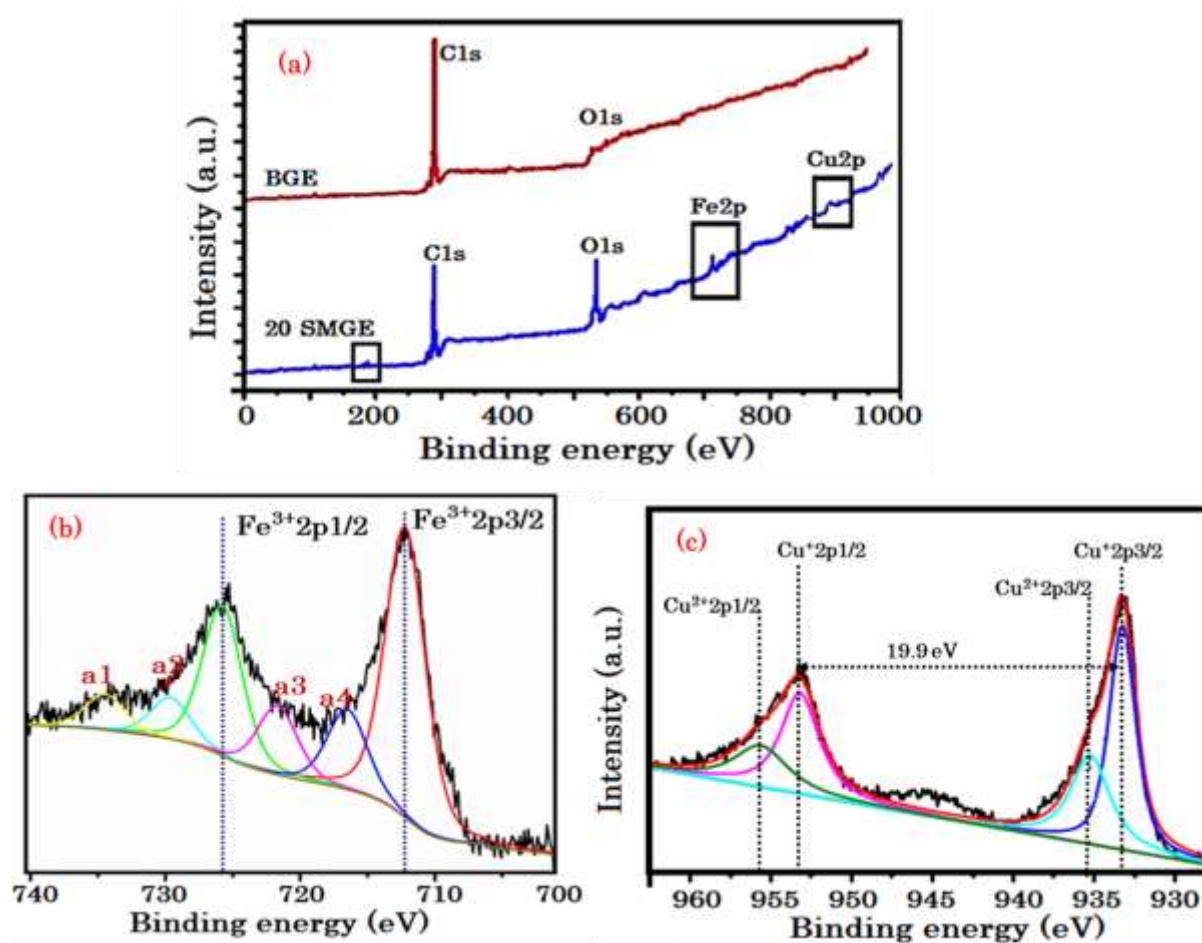 (a)
C1s
O1s
BGE
Cu2p
Fe2p
C1s
O1s
20 SMGE
Intensity (a.u.)
0 200 400 600 800 1000
Binding energy (eV)
(b)
Fe³⁺2p1/2
Fe³⁺2p3/2
a1
a2
a3
a4
740 730 720 710 700
Binding energy (eV)
(c)
Cu⁺2p1/2
Cu⁺2p3/2
Cu²⁺2p1/2
Cu²⁺2p3/2
19.9 eV
Intensity (a.u.)
960 955 950 945 940 935 930
Binding energy (eV)